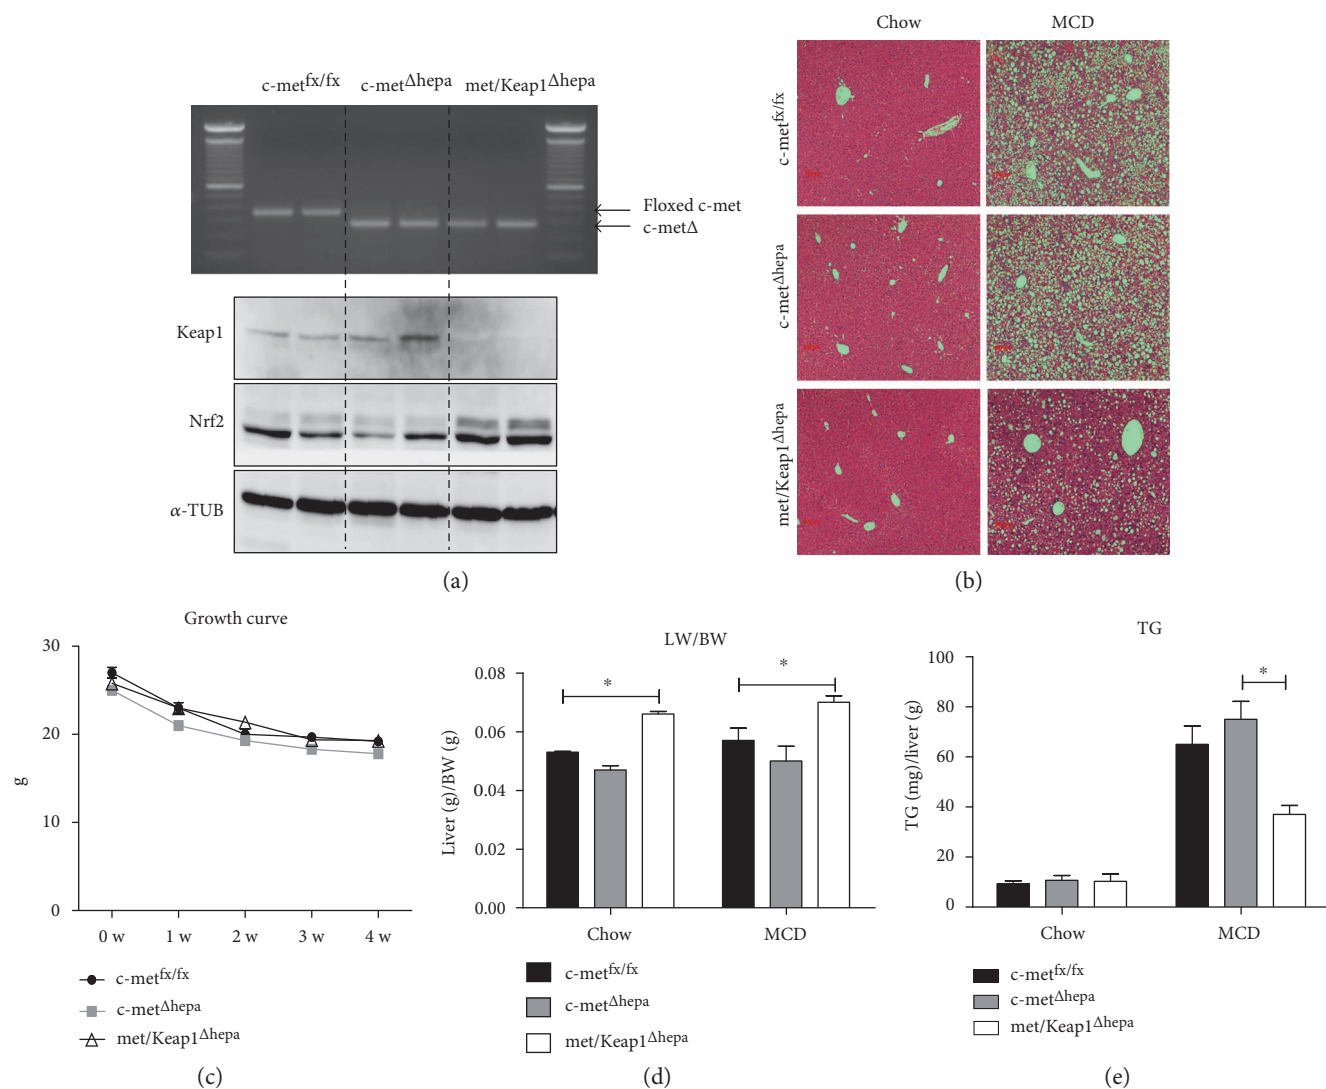 c-met^fx/fx c-met^Δhepa met/Keap1^Δhepa
Floxed c-met
c-metΔ
Keap1
Nrf2
α-TUB
(a)
Chow MCD
c-met^fx/fx
c-met^Δhepa
met/Keap1^Δhepa
(b)
Growth curve
30
20
10
0
g
0 w 1 w 2 w 3 w 4 w
c-met^fx/fx
c-met^Δhepa
met/Keap1^Δhepa
(c)
LW/BW
0.08
0.06
0.04
0.02
0.00
Liver (g)/BW (g)
* *
Chow MCD
c-met^fx/fx
c-met^Δhepa
met/Keap1^Δhepa
(d)
TG
100
80
60
40
20
0
TG (mg)/liver (g)
*
Chow MCD
c-met^fx/fx
c-met^Δhepa
met/Keap1^Δhepa
(e)